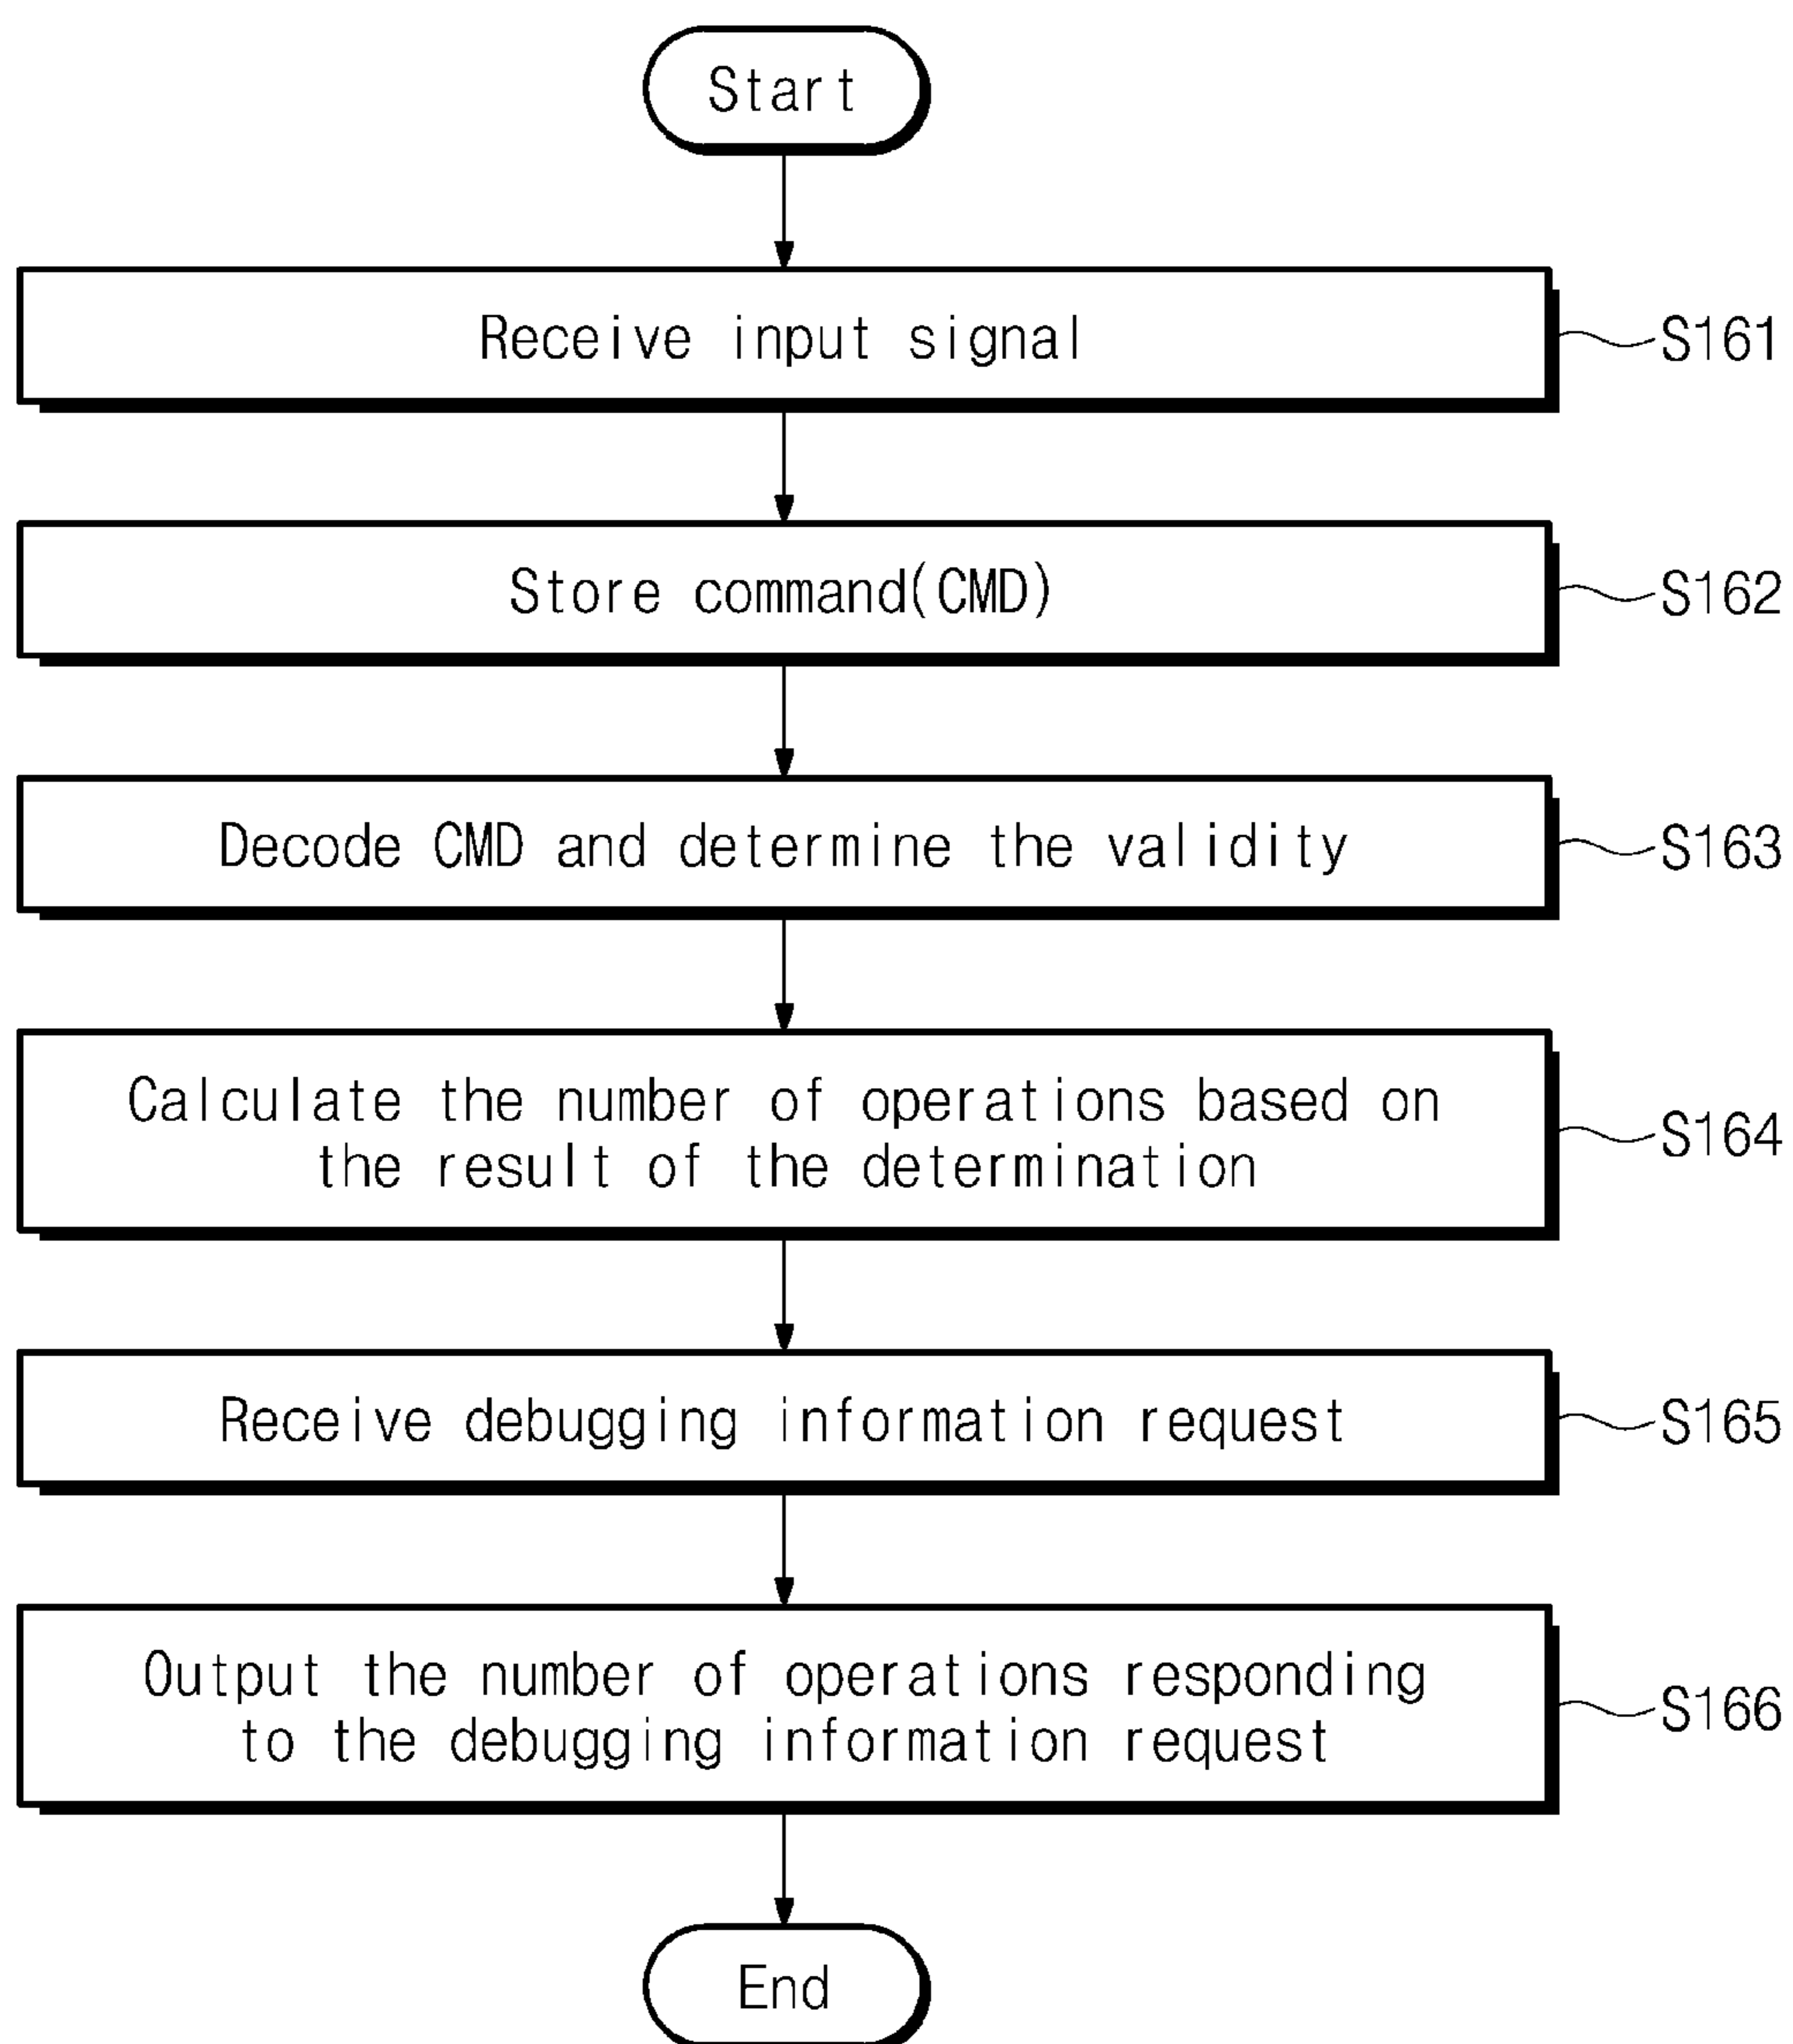 Start
Receive input signal
S161
Store command(CMD)
S162
Decode CMD and determine the validity
S163
Calculate the number of operations based on
the result of the determination
S164
Receive debugging information request
S165
Output the number of operations responding
to the debugging information request
S166
End